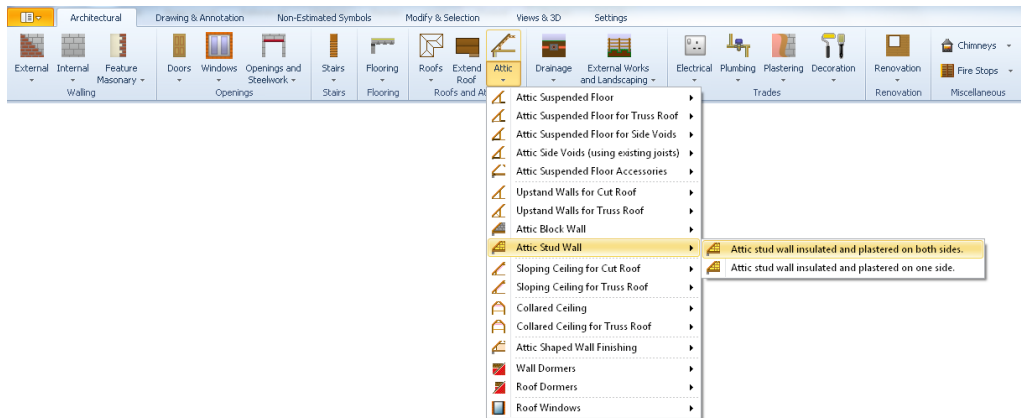 Architectural Drawing & Annotation Non-Estimated Symbols Modify & Selection Views & 3D Settings
External Internal Feature Masonary Doors Windows Openings and Steelwork Stairs Flooring Roofs Extend Roof Attic Drainage External Works and Landscaping Electrical Plumbing Plastering Decoration Renovation Chimneys
Fire Stops
Walling Openings Stairs Flooring Roofs and At Trades Renovation Miscellaneous
Attic Suspended Floor
Attic Suspended Floor for Truss Roof
Attic Suspended Floor for Side Voids
Attic Side Voids (using existing joists)
Attic Suspended Floor Accessories
Upstand Walls for Cut Roof
Upstand Walls for Truss Roof
Attic Block Wall
Attic Stud Wall
Attic stud wall insulated and plastered on both sides.
Attic stud wall insulated and plastered on one side.
Sloping Ceiling for Cut Roof
Sloping Ceiling for Truss Roof
Collared Ceiling
Collared Ceiling for Truss Roof
Attic Shaped Wall Finishing
Wall Dormers
Roof Dormers
Roof Windows